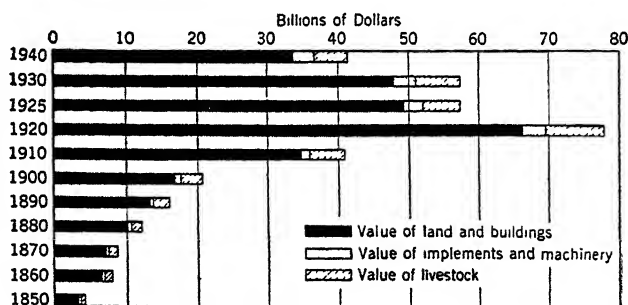 Billions of Dollars
0 10 20 30 40 50 60 70 80
1940
1930
1925
1920
1910
1900
1890
1880
1870
1860
1850
Value of land and buildings
Value of implements and machinery
Value of livestock